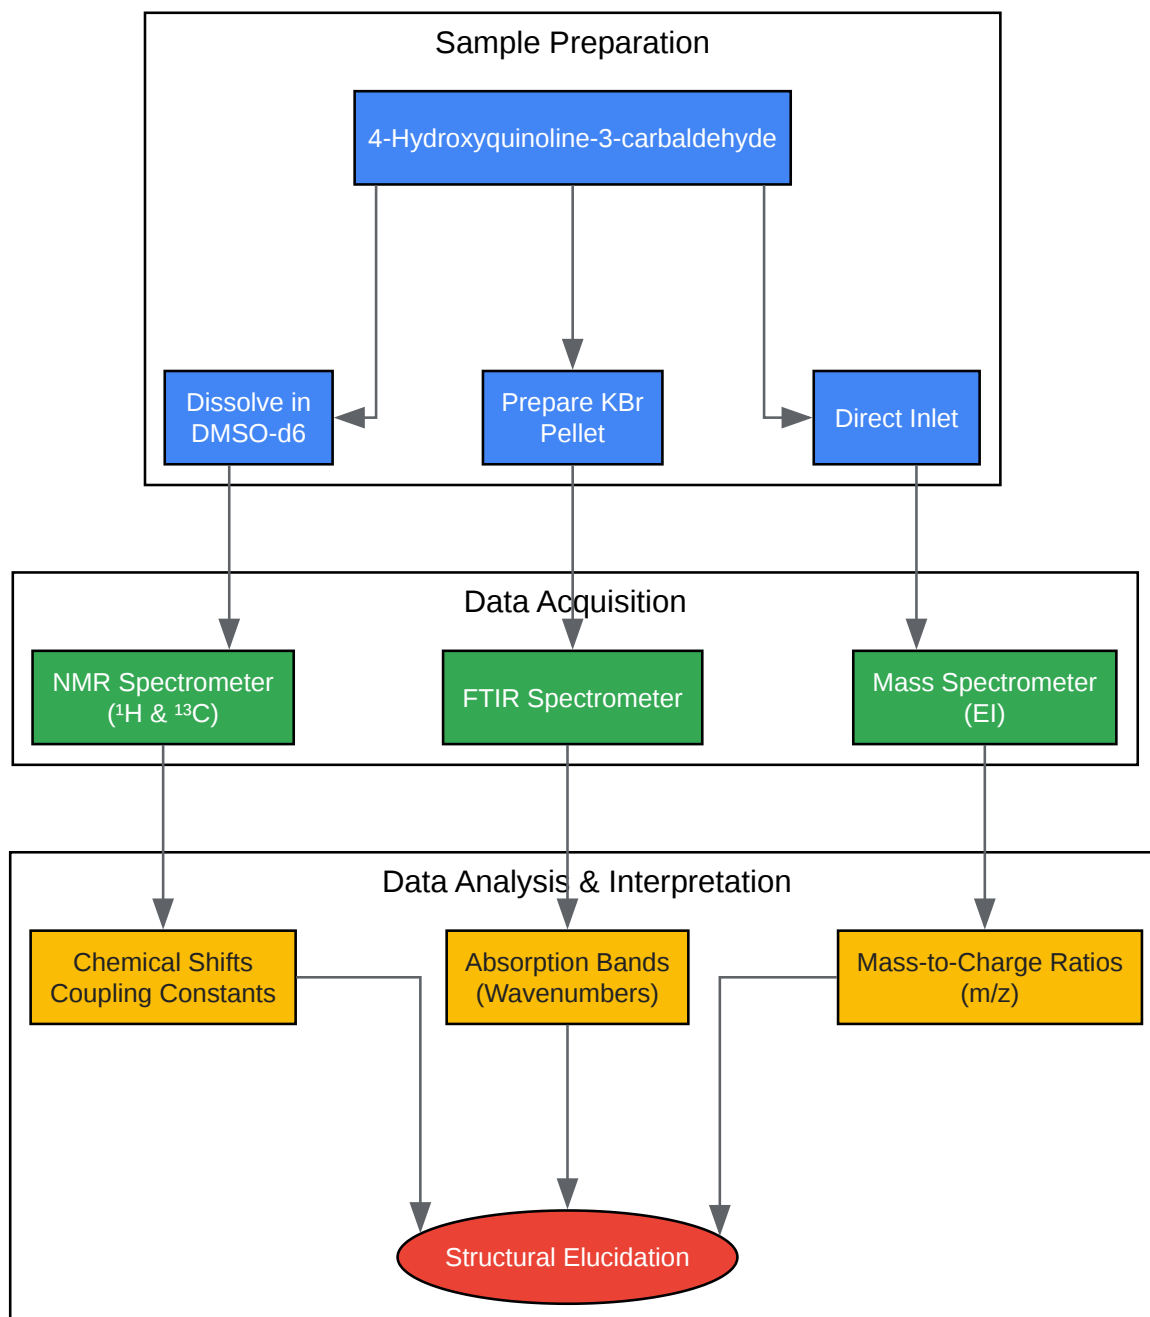 Sample Preparation
4-Hydroxyquinoline-3-carbaldehyde
Dissolve in
DMSO-d6
Prepare KBr
Pellet
Direct Inlet
Data Acquisition
NMR Spectrometer
(¹H & ¹³C)
FTIR Spectrometer
Mass Spectrometer
(EI)
Data Analysis & Interpretation
Chemical Shifts
Coupling Constants
Absorption Bands
(Wavenumbers)
Mass-to-Charge Ratios
(m/z)
Structural Elucidation